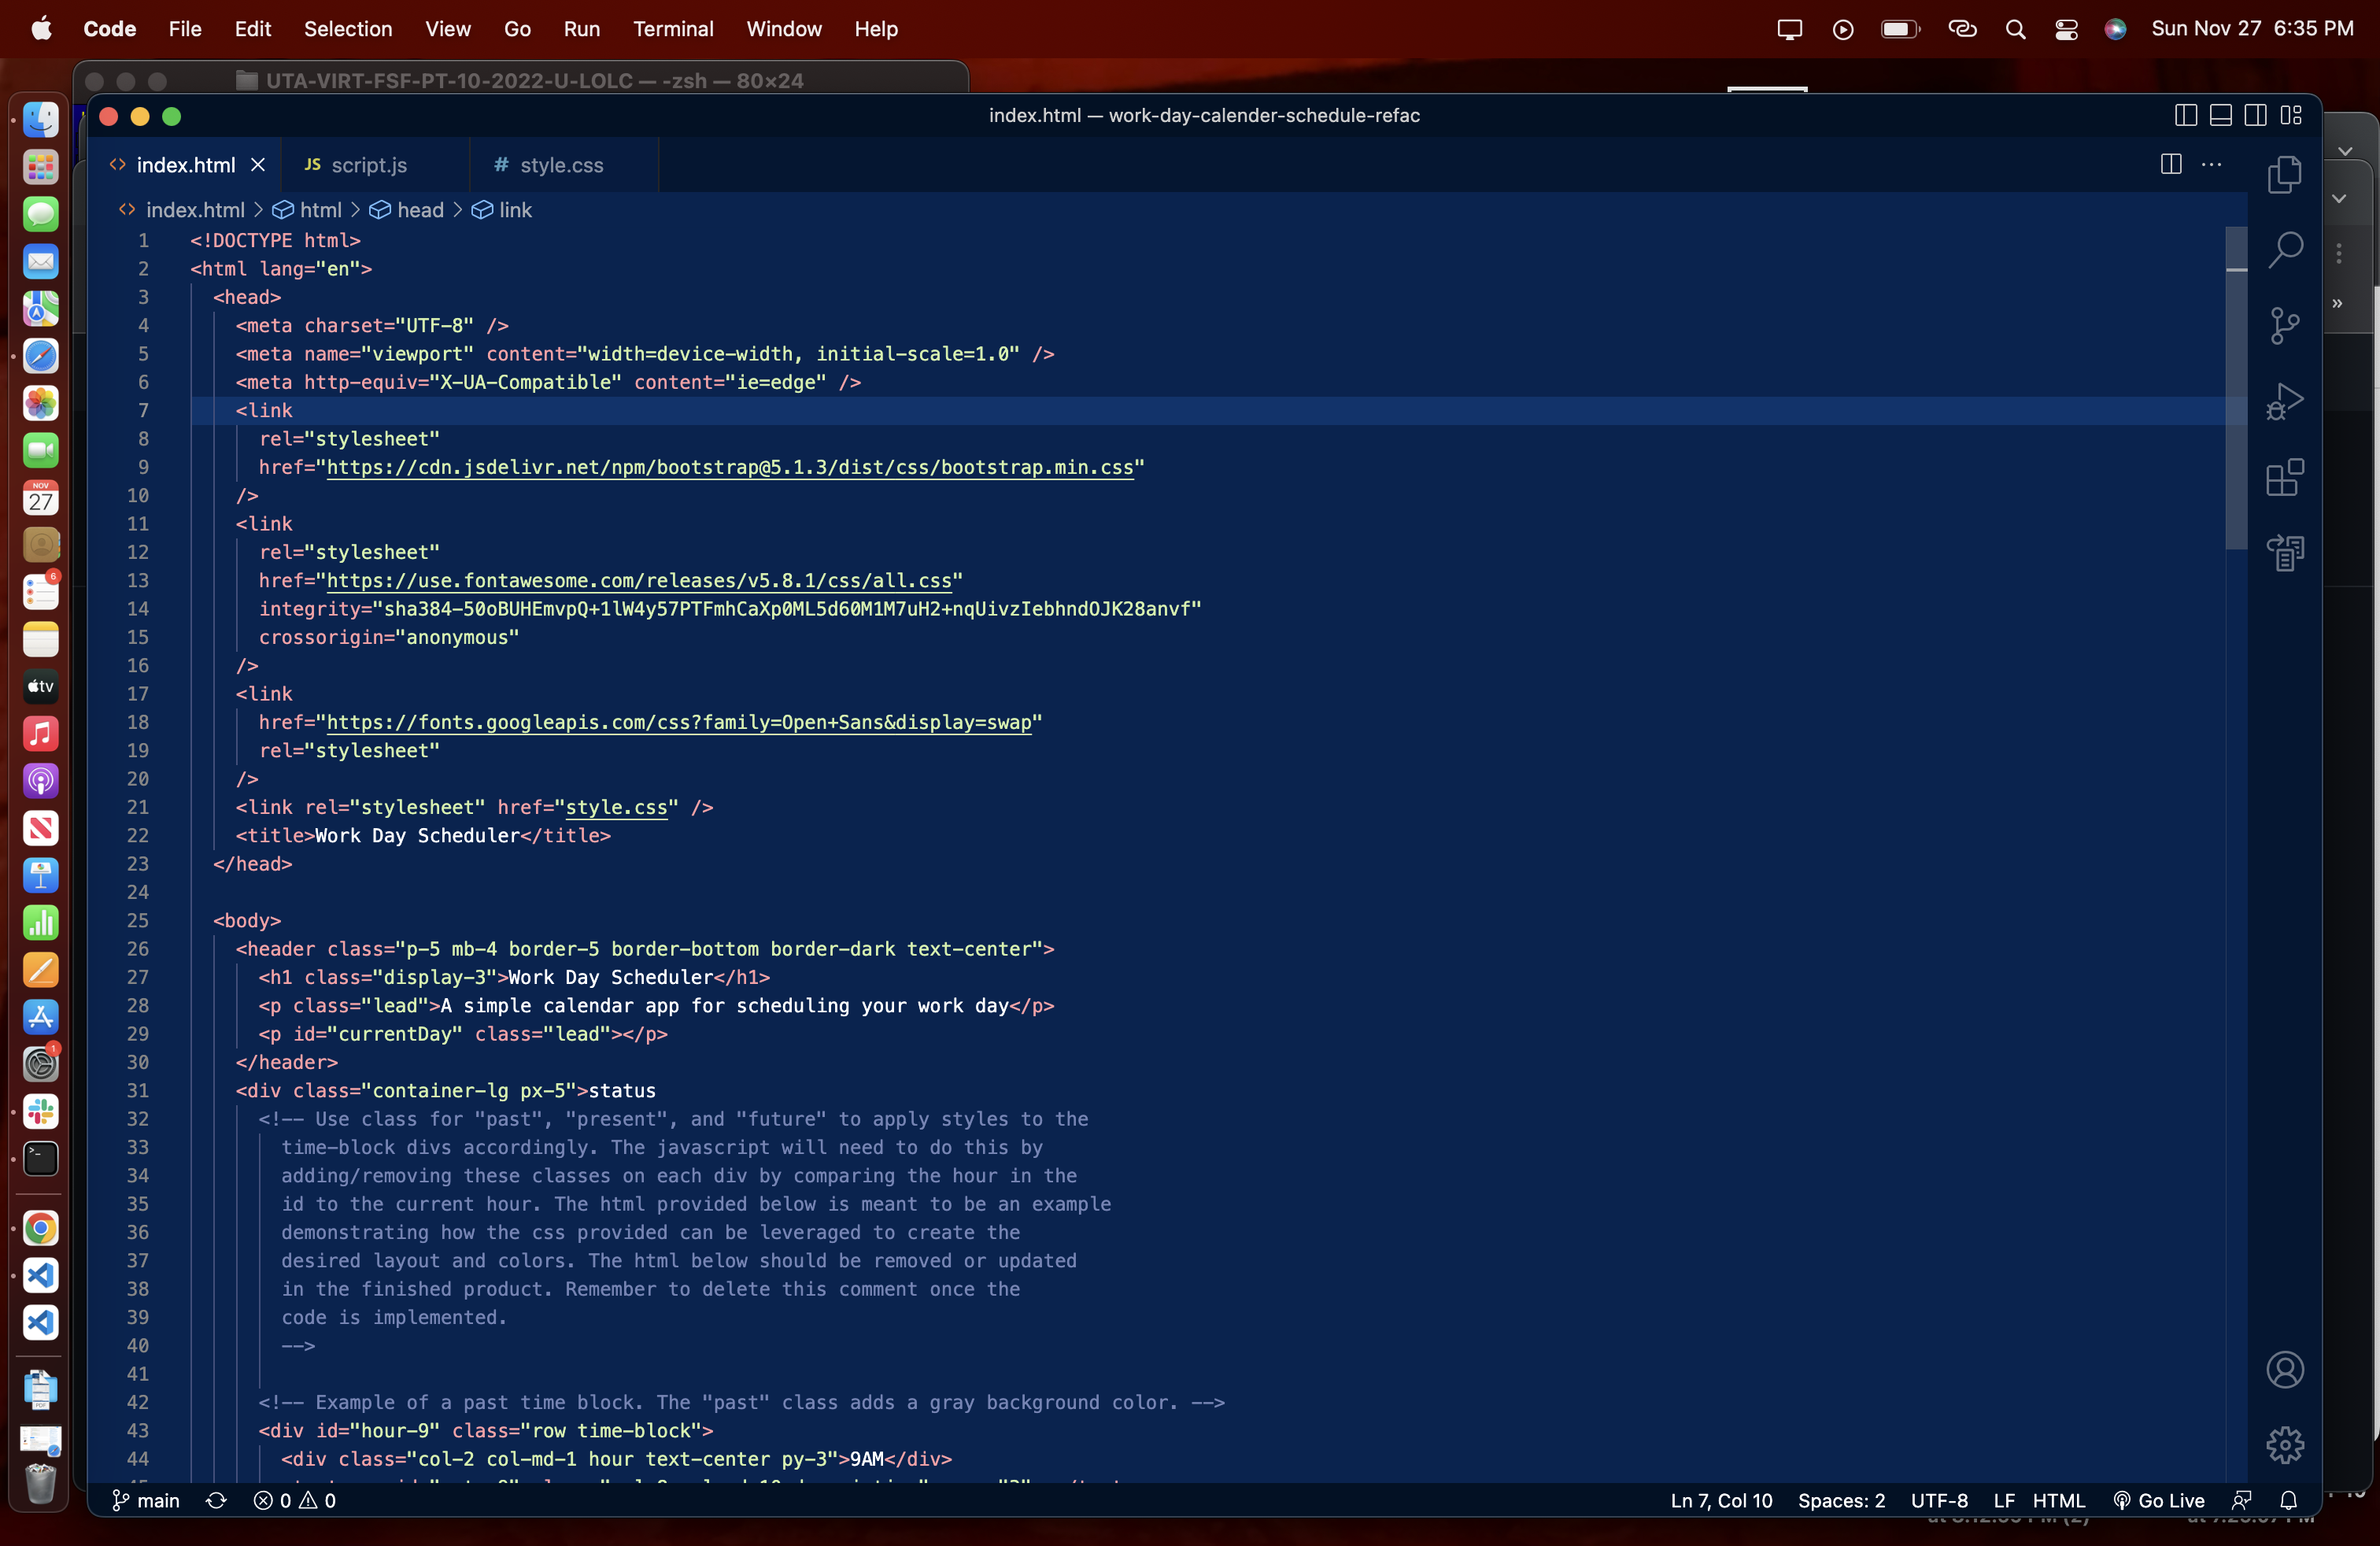 Code File Edit Selection View Go Run Terminal Window Help Sun Nov 27 6:35 PM
UTA-VIRT-FSF-PT-10-2022-U-LOLC — -zsh — 80×24
index.html — work-day-calender-schedule-refac
<> index.html JS script.js # style.css
<> index.html > html > head > link
1 <!DOCTYPE html>
2 <html lang="en">
3 <head>
4 <meta charset="UTF-8" />
5 <meta name="viewport" content="width=device-width, initial-scale=1.0" />
6 <meta http-equiv="X-UA-Compatible" content="ie=edge" />
7 <link
8 rel="stylesheet"
9 href="https://cdn.jsdelivr.net/npm/bootstrap@5.1.3/dist/css/bootstrap.min.css"
10 />
11 <link
12 rel="stylesheet"
13 href="https://use.fontawesome.com/releases/v5.8.1/css/all.css"
14 integrity="sha384-50oBUHEmvpQ+1lW4y57PTFmhCaXp0ML5d60M1M7uH2+nqUivzIebhndOJK28anvf"
15 crossorigin="anonymous"
16 />
17 <link
18 href="https://fonts.googleapis.com/css?family=Open+Sans&display=swap"
19 rel="stylesheet"
20 />
21 <link rel="stylesheet" href="style.css" />
22 <title>Work Day Scheduler</title>
23 </head>
24
25 <body>
26 <header class="p-5 mb-4 border-5 border-bottom border-dark text-center">
27 <h1 class="display-3">Work Day Scheduler</h1>
28 <p class="lead">A simple calendar app for scheduling your work day</p>
29 <p id="currentDay" class="lead"></p>
30 </header>
31 <div class="container-lg px-5">status
32 <!-- Use class for "past", "present", and "future" to apply styles to the
33 time-block divs accordingly. The javascript will need to do this by
34 adding/removing these classes on each div by comparing the hour in the
35 id to the current hour. The html provided below is meant to be an example
36 demonstrating how the css provided can be leveraged to create the
37 desired layout and colors. The html below should be removed or updated
38 in the finished product. Remember to delete this comment once the
39 code is implemented.
40 -->
41
42 <!-- Example of a past time block. The "past" class adds a gray background color. -->
43 <div id="hour-9" class="row time-block">
44 <div class="col-2 col-md-1 hour text-center py-3">9AM</div>
main 0 0 Ln 7, Col 10 Spaces: 2 UTF-8 LF HTML Go Live
NOV
27
6
tv
1